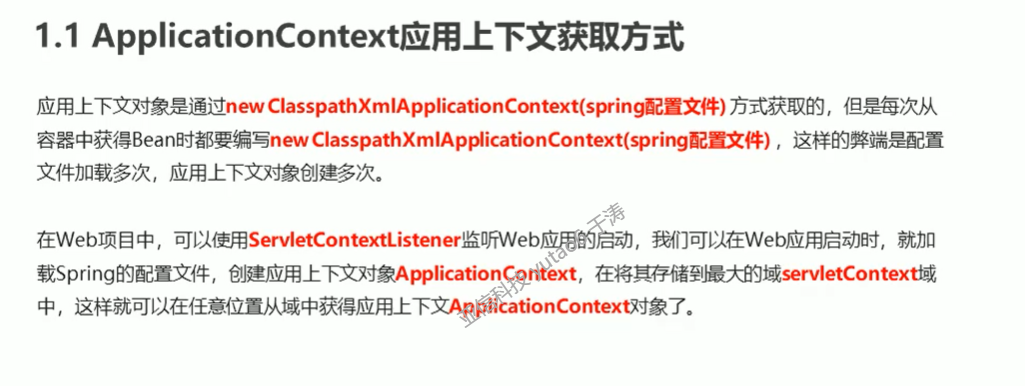 1.1 ApplicationContext应用上下文获取方式
应用上下文对象是通过new ClasspathXmlApplicationContext(spring配置文件) 方式获取的，但是每次从
容器中获得Bean时都要编写new ClasspathXmlApplicationContext(spring配置文件) ，这样的弊端是配置
文件加载多次，应用上下文对象创建多次。
在Web项目中，可以使用ServletContextListener监听Web应用的启动，我们可以在Web应用启动时，就加
载Spring的配置文件，创建应用上下文对象ApplicationContext，在将其存储到最大的域servletContext域
中，这样就可以在任意位置从域中获得应用上下文ApplicationContext对象了。
亚信科技 yutao6 于涛